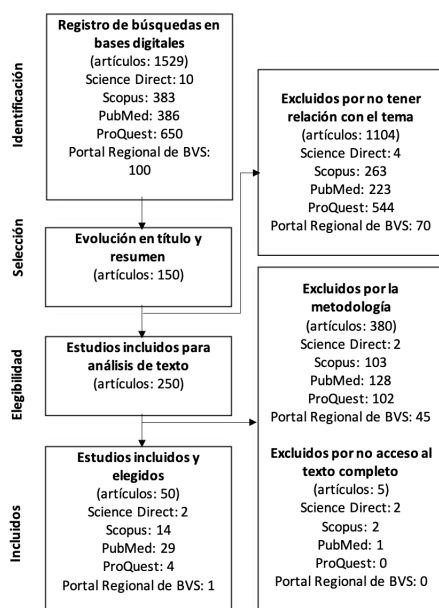 Identificación
Registro de búsquedas en
bases digitales
(artículos: 1529)
Science Direct: 10
Scopus: 383
PubMed: 386
ProQuest: 650
Portal Regional de BVS:
100
Excluidos por no tener
relación con el tema
(artículos: 1104)
Science Direct: 4
Scopus: 263
PubMed: 223
ProQuest: 544
Portal Regional de BVS: 70
Selección
Evolución en título y
resumen
(artículos: 150)
Elegibilidad
Estudios incluidos para
análisis de texto
(artículos: 250)
Excluidos por la
metodología
(artículos: 380)
Science Direct: 2
Scopus: 103
PubMed: 128
ProQuest: 102
Portal Regional de BVS: 45
Excluidos por no acceso al
texto completo
(artículos: 5)
Science Direct: 2
Scopus: 2
PubMed: 1
ProQuest: 0
Portal Regional de BVS: 0
Incluidos
Estudios incluidos y
elegidos
(artículos: 50)
Science Direct: 2
Scopus: 14
PubMed: 29
ProQuest: 4
Portal Regional de BVS: 1